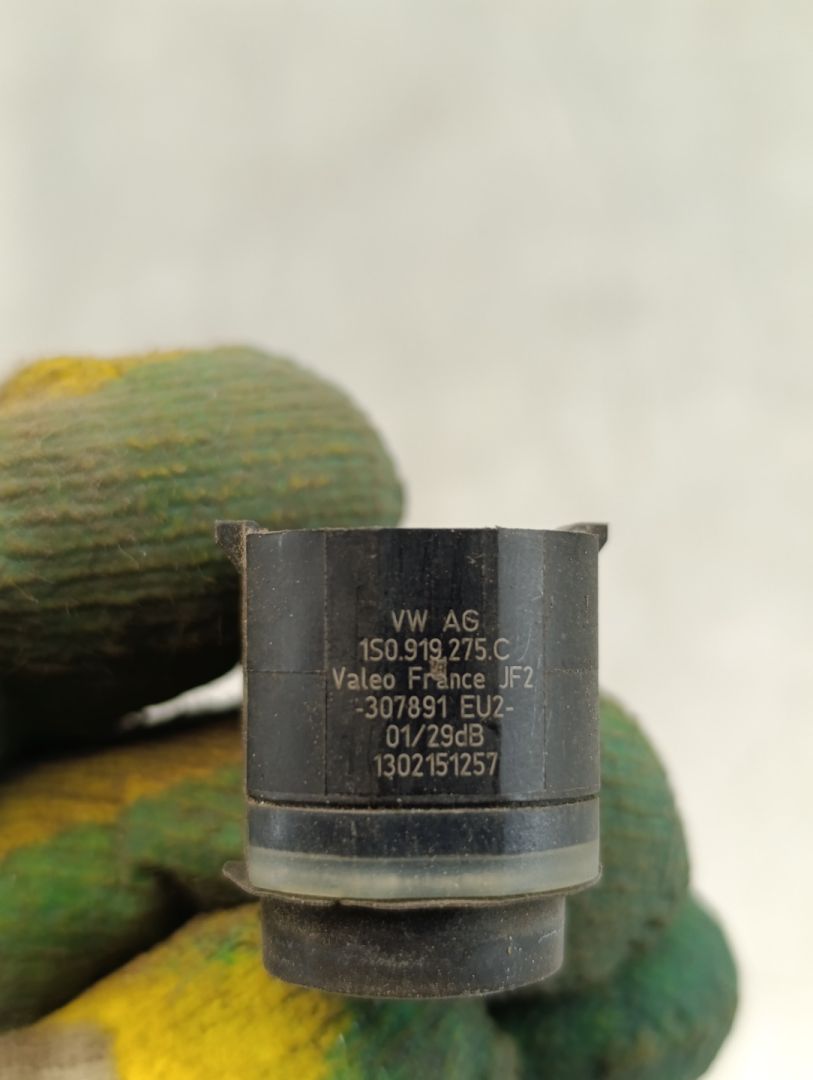 VW AG
1S0.919.275.C
Valeo France JF2
-307891 EU2-
01/29dB
1302151257